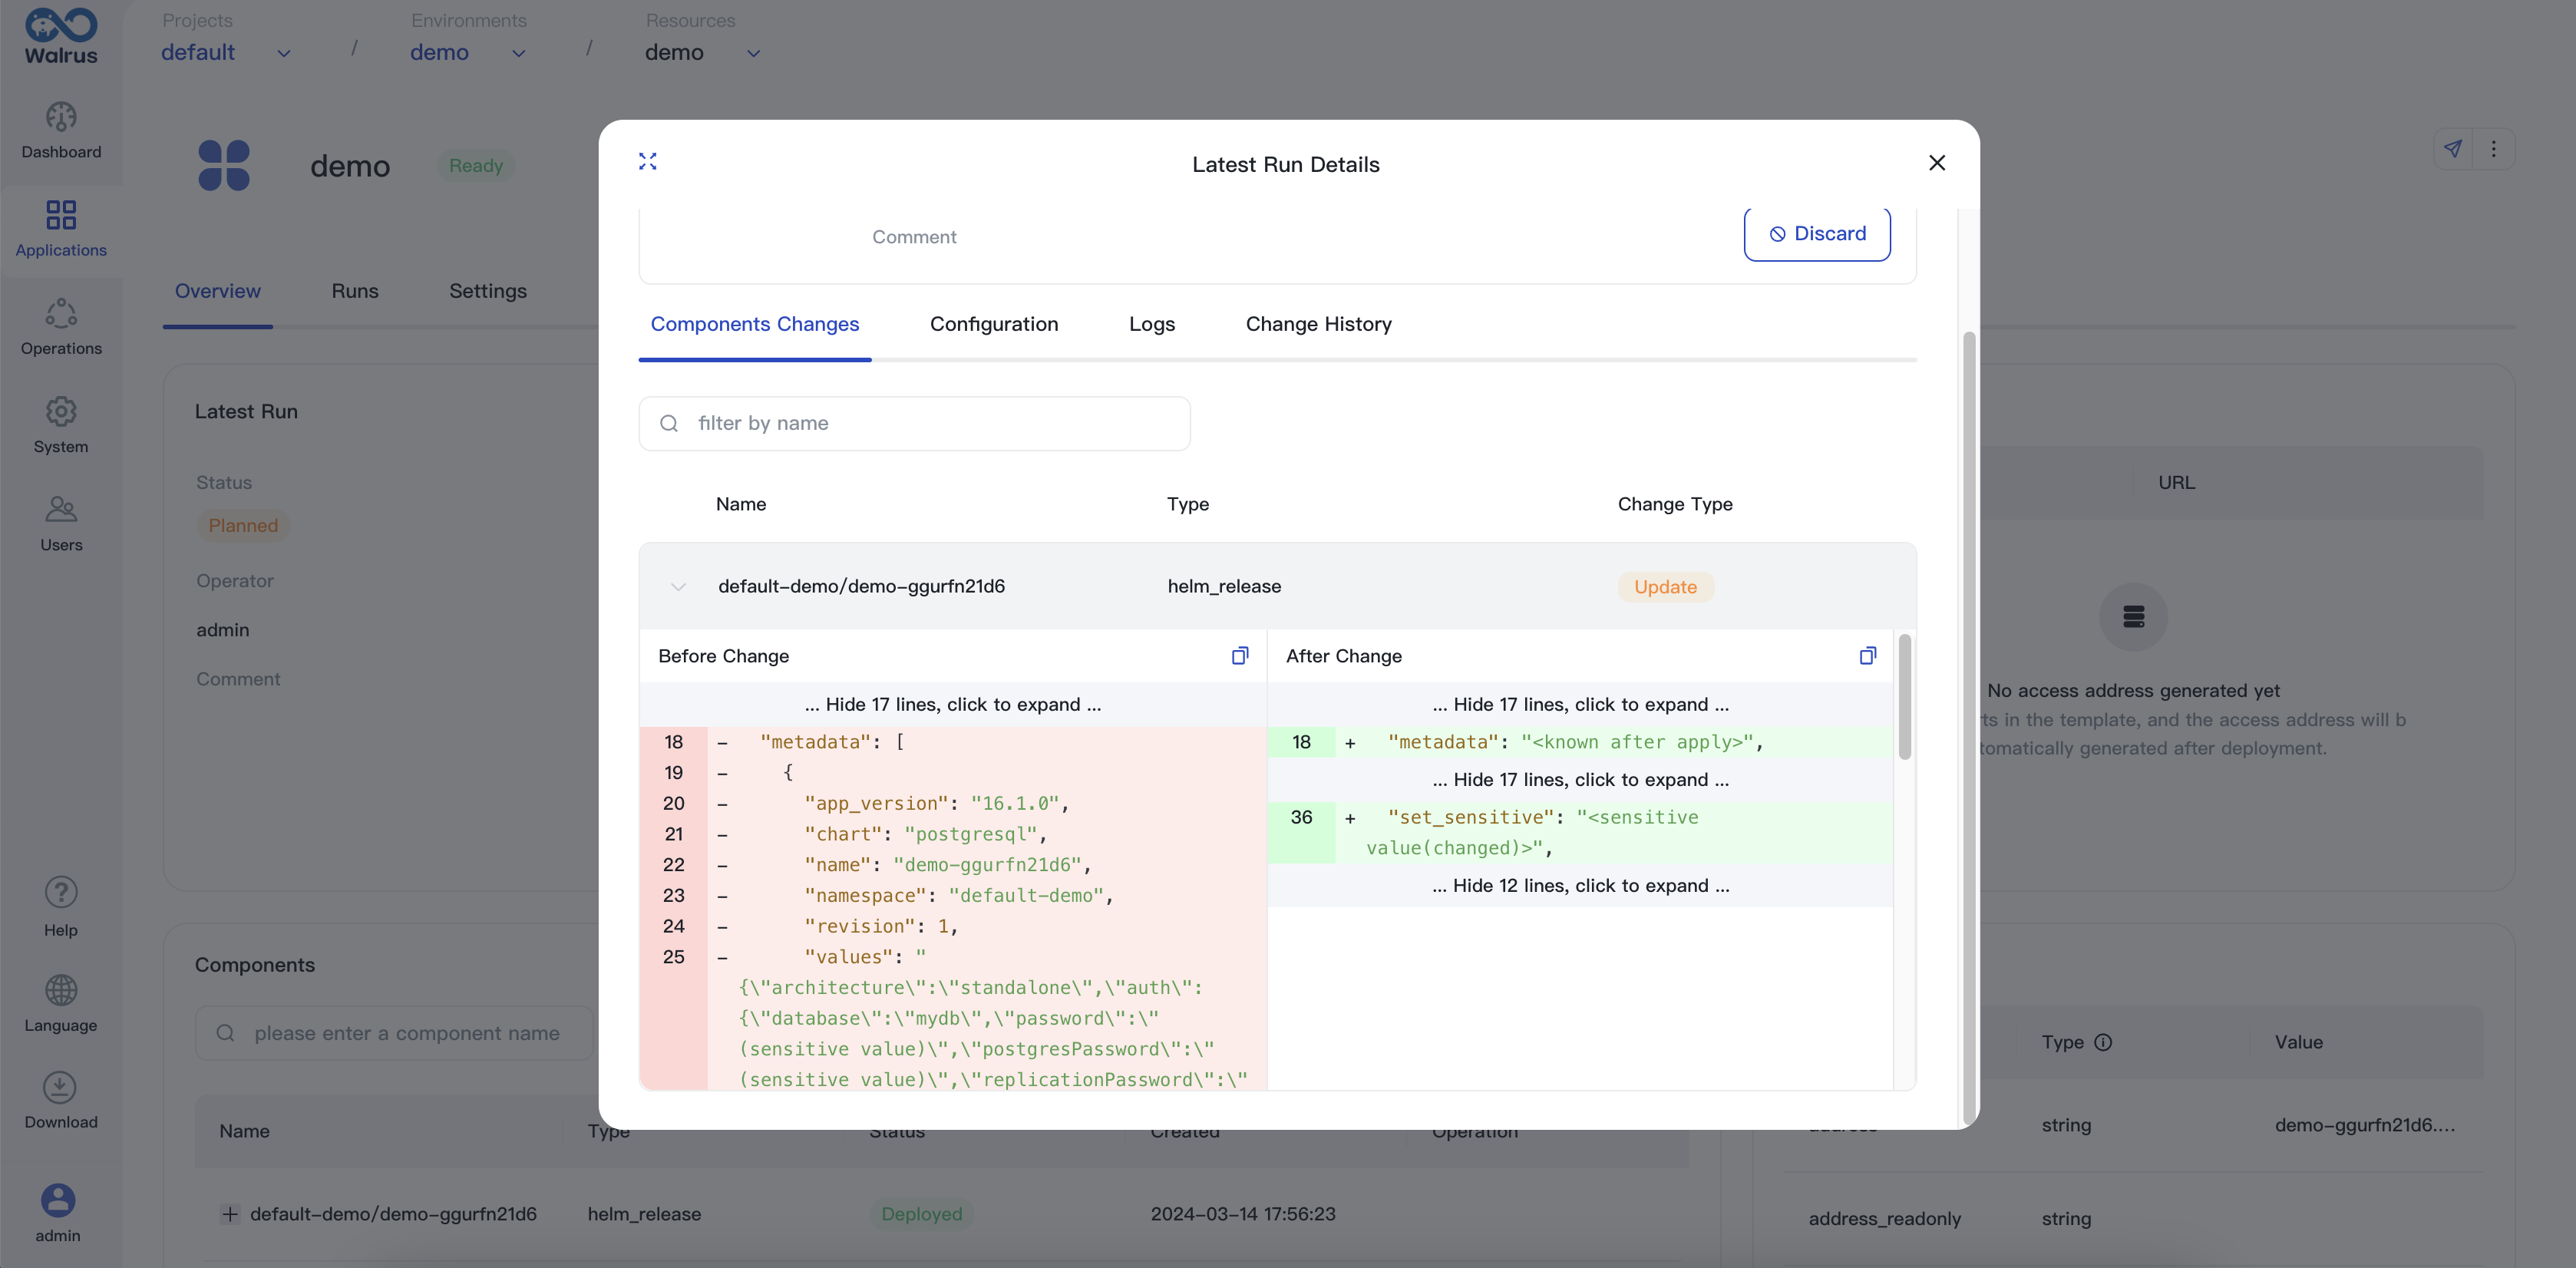 Walrus
Projects
Environments
Resources
default
/
demo
/
demo
Dashboard
Applications
Operations
System
Users
Help
Language
Download
admin
demo
Ready
Overview
Runs
Settings
Latest Run
Status
Planned
Operator
admin
Comment
Latest Run Details
Comment
Discard
Components Changes
Configuration
Logs
Change History
filter by name
Name
Type
Change Type
default-demo/demo-ggurfn21d6
helm_release
Update
Before Change
... Hide 17 lines, click to expand ...
18 - "metadata": [
19 - {
20 - "app_version": "16.1.0",
21 - "chart": "postgresql",
22 - "name": "demo-ggurfn21d6",
23 - "namespace": "default-demo",
24 - "revision": 1,
25 - "values": "
{\"architecture\":\"standalone\",\"auth\":
{\"database\":\"mydb\",\"password\":\"
(sensitive value)\",\"postgresPassword\":\"
(sensitive value)\",\"replicationPassword\":\"
After Change
... Hide 17 lines, click to expand ...
18 + "metadata": "<known after apply>",
... Hide 17 lines, click to expand ...
36 + "set_sensitive": "<sensitive
value(changed)>",
... Hide 12 lines, click to expand ...
URL
No access address generated yet
ts in the template, and the access address will b
tomatically generated after deployment.
Components
please enter a component name
Name
Type
Status
Created
Operation
default-demo/demo-ggurfn21d6
helm_release
Deployed
2024-03-14 17:56:23
Type
Value
address
string
demo-ggurfn21d6....
address_readonly
string